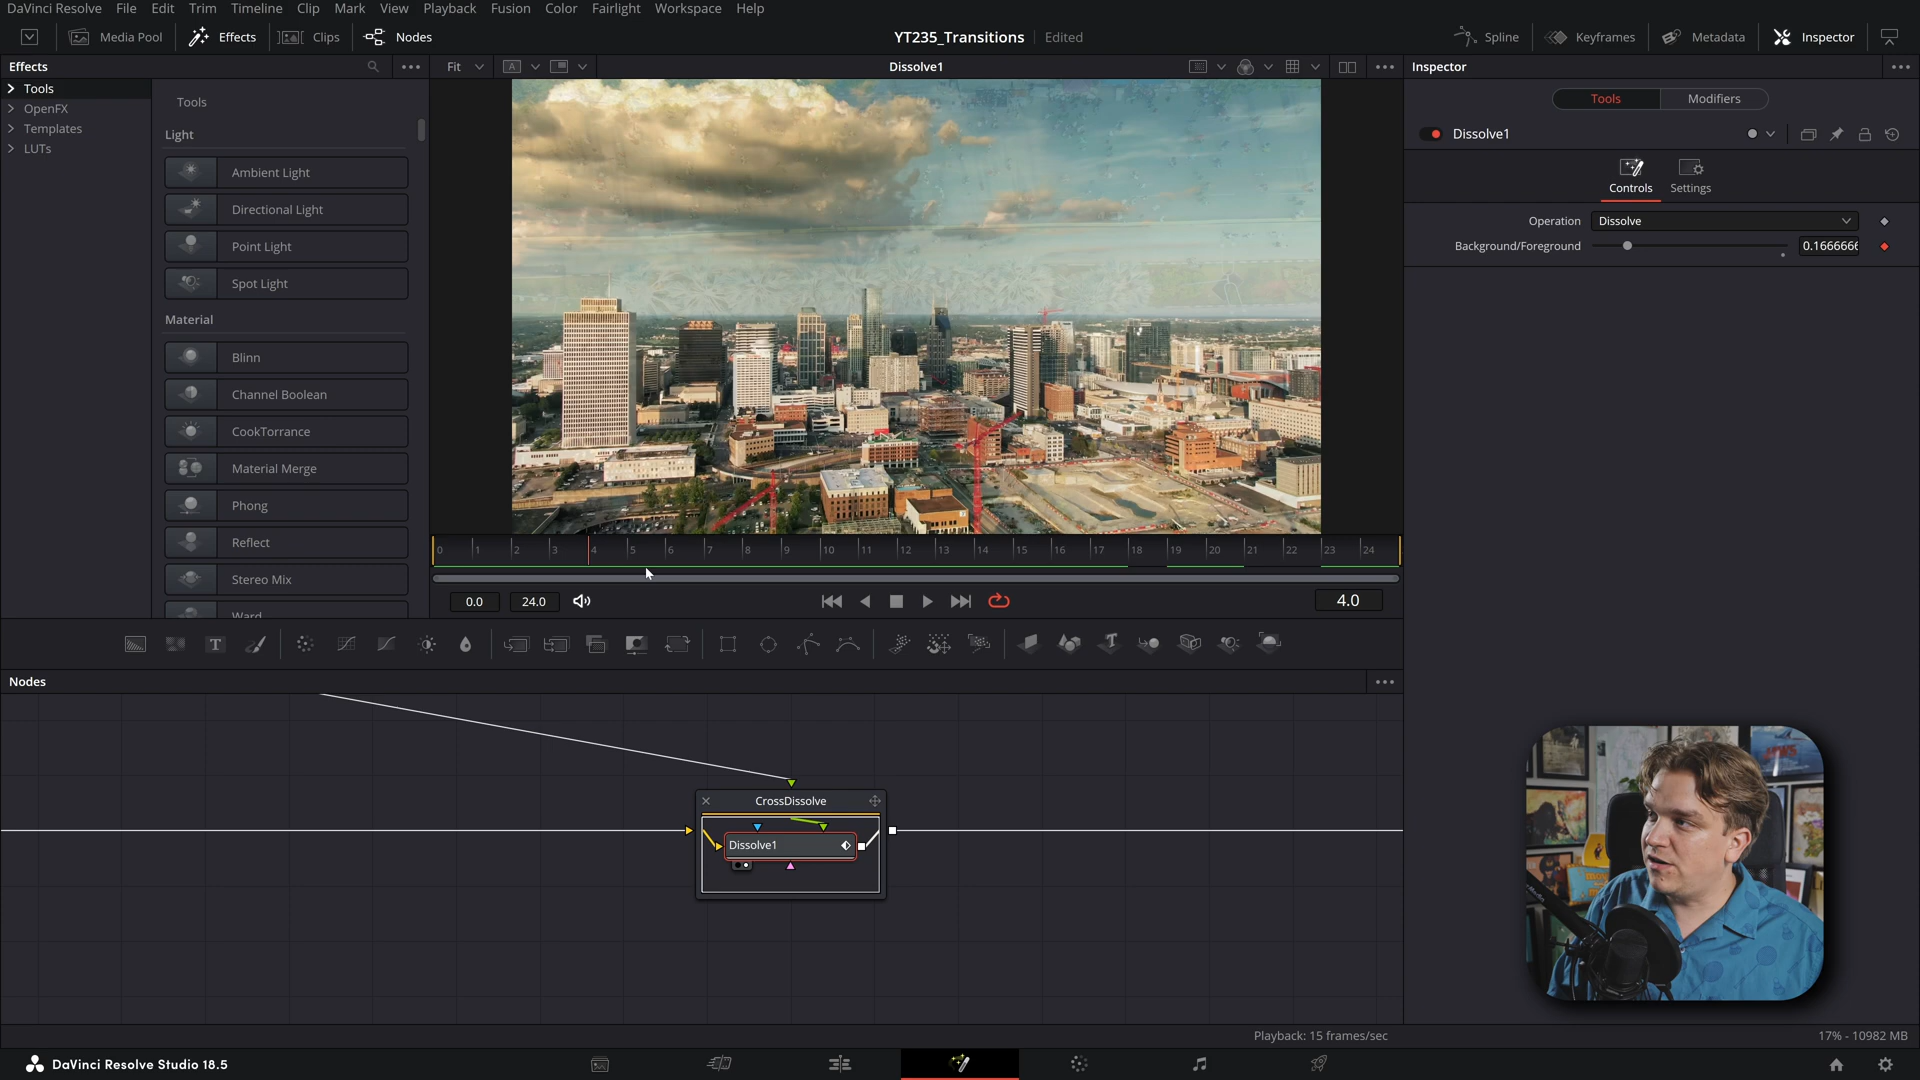 DaVinci Resolve File Edit Trim Timeline Clip Mark View Playback Fusion Color Fairlight Workspace Help
Media Pool Effects Clips Nodes YT235_Transitions Edited Spline Keyframes Metadata Inspector
Effects Fit A Dissolve1 Inspector
Tools
OpenFX
Templates
LUTs
Tools
Light
Ambient Light
Directional Light
Point Light
Spot Light
Material
Blinn
Channel Boolean
CookTorrance
Material Merge
Phong
Reflect
Stereo Mix
Ward
Tools Modifiers
Dissolve1
Controls Settings
Operation Dissolve
Background/Foreground 0.1666666
0 1 2 3 4 5 6 7 8 9 10 11 12 13 14 15 16 17 18 19 20 21 22 23 24
0.0 24.0 4.0
T
Nodes
CrossDissolve
Dissolve1
Playback: 15 frames/sec 17% - 10982 MB
DaVinci Resolve Studio 18.5